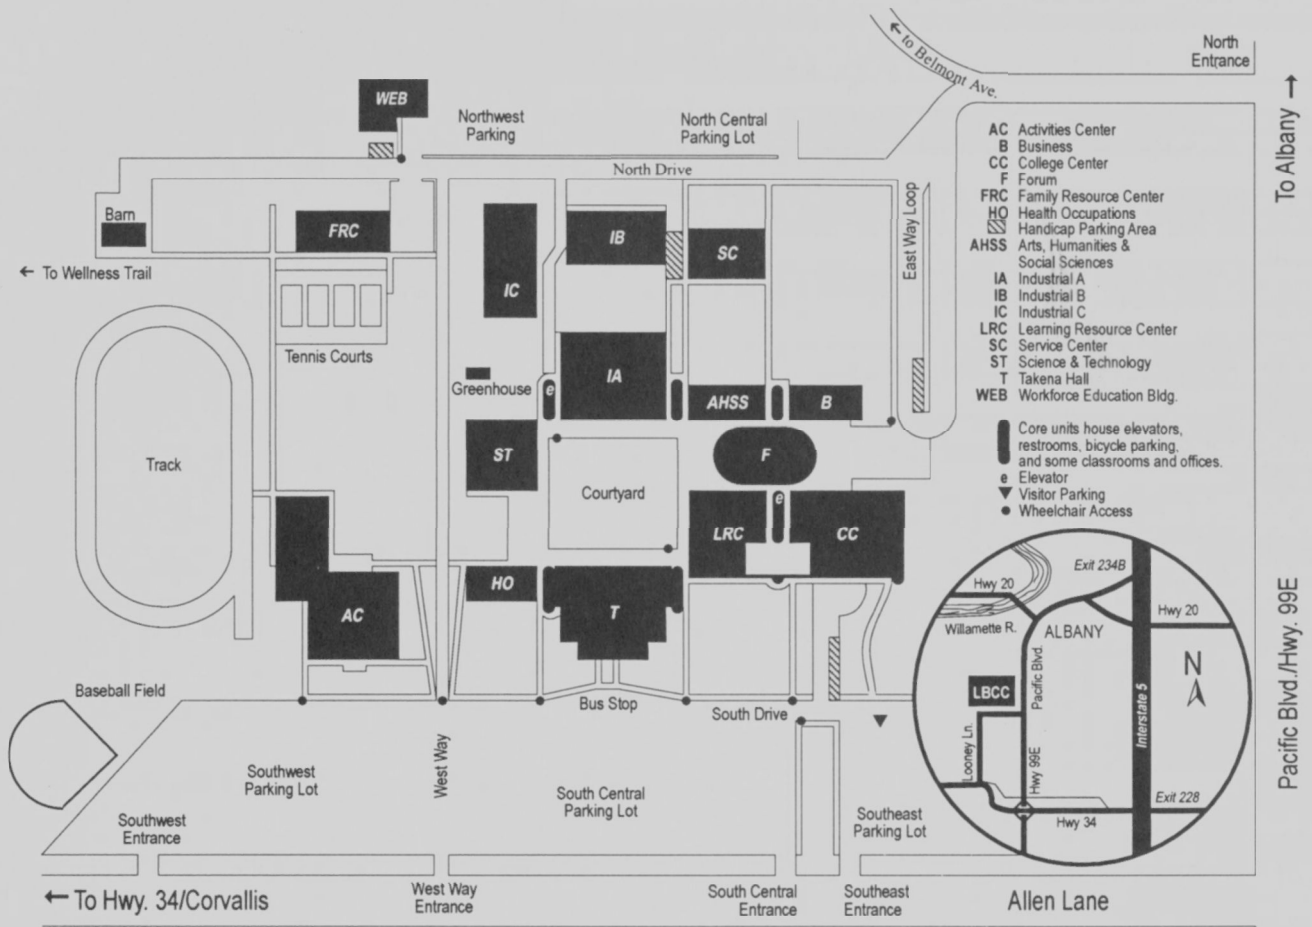 ← to Belmont Ave.
North
Entrance
To Albany →
WEB
Northwest
Parking
North Central
Parking Lot
North Drive
Barn
FRC
← To Wellness Trail
IC
IB
SC
East Way Loop
Tennis Courts
Greenhouse
IA
e
AHSS
B
Track
ST
Courtyard
F
LRC
e
CC
AC
HO
T
Baseball Field
Bus Stop
South Drive
Southwest
Parking Lot
West Way
South Central
Parking Lot
Southeast
Parking Lot
Southwest
Entrance
← To Hwy. 34/Corvallis
West Way
Entrance
South Central
Entrance
Southeast
Entrance
Allen Lane
Pacific Blvd./Hwy. 99E
AC Activities Center
B Business
CC College Center
F Forum
FRC Family Resource Center
HO Health Occupations
Handicap Parking Area
AHSS Arts, Humanities &
Social Sciences
IA Industrial A
IB Industrial B
IC Industrial C
LRC Learning Resource Center
SC Service Center
ST Science & Technology
T Takena Hall
WEB Workforce Education Bldg.
Core units house elevators,
restrooms, bicycle parking,
and some classrooms and offices.
e Elevator
▼ Visitor Parking
● Wheelchair Access
Exit 234B
Hwy 20
Hwy 20
Willamette R.
ALBANY
Pacific Blvd.
N
LBCC
Interstate 5
Looney Ln.
Hwy 99E
Exit 228
Hwy 34